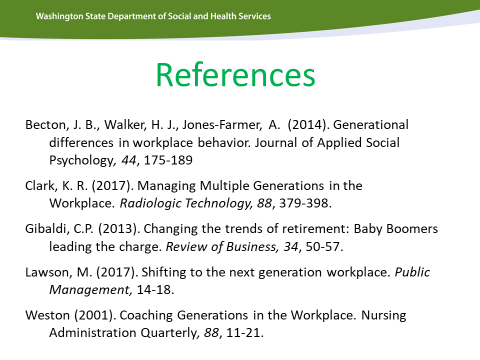 Washington State Department of Social and Health Services
References
Becton, J. B., Walker, H. J., Jones-Farmer, A. (2014). Generational
differences in workplace behavior. Journal of Applied Social
Psychology, 44, 175-189
Clark, K. R. (2017). Managing Multiple Generations in the
Workplace. Radiologic Technology, 88, 379-398.
Gibaldi, C.P. (2013). Changing the trends of retirement: Baby Boomers
leading the charge. Review of Business, 34, 50-57.
Lawson, M. (2017). Shifting to the next generation workplace. Public
Management, 14-18.
Weston (2001). Coaching Generations in the Workplace. Nursing
Administration Quarterly, 88, 11-21.